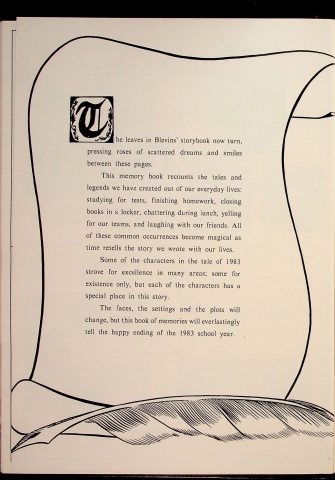 The leaves in Blevins' storybook now turn,
pressing roses of scattered dreams and smiles
between these pages.
This memory book recounts the tales and
legends we have created out of our everyday lives:
studying for tests, finishing homework, closing
books in a locker, chattering during lunch, yelling
for our teams, and laughing with our friends. All
of these common occurrences become magical as
time retells the story we wrote with our lives.
Some of the characters in the tale of 1983
strove for excellence in many areas; some for
existence only, but each of the characters has a
special place in this story.
The faces, the settings and the plots will
change, but this book of memories will everlastingly
tell the happy ending of the 1983 school year.